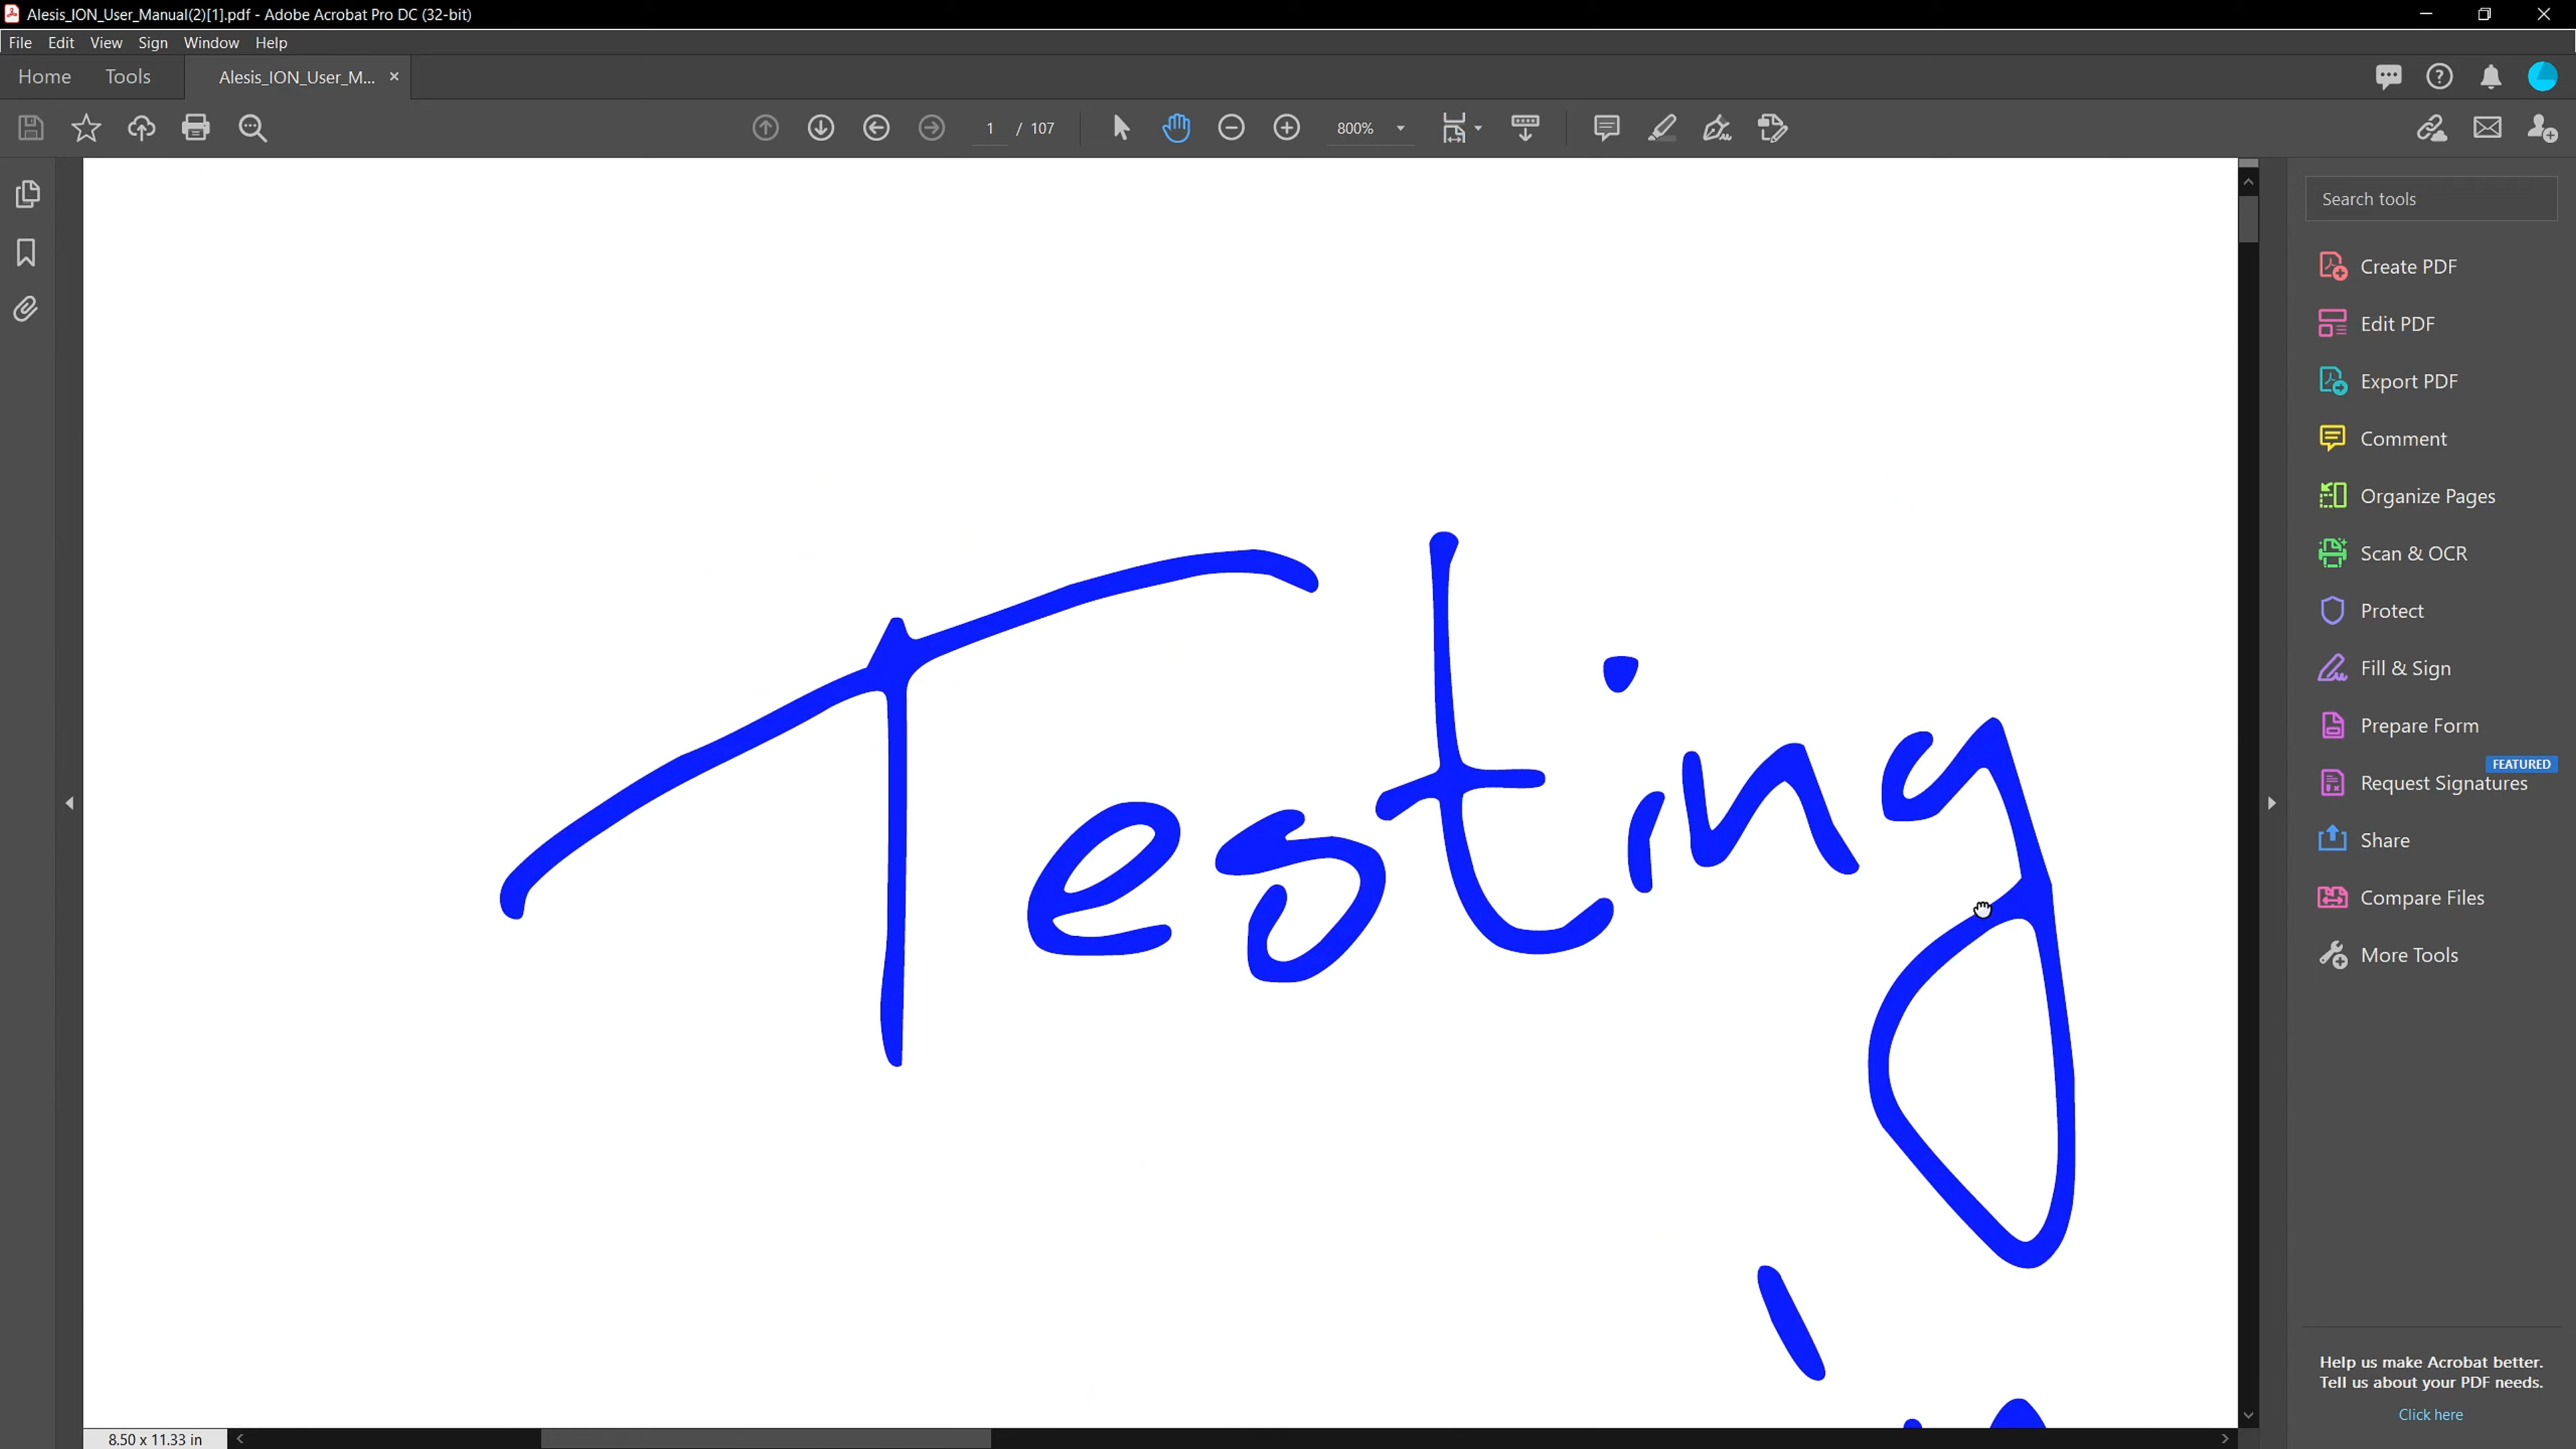 Alesis_ION_User_Manual(2)[1].pdf - Adobe Acrobat Pro DC (32-bit)
File Edit View Sign Window Help
Home Tools Alesis_ION_User_M... ×
1 / 107 800%
Search tools
Create PDF
Edit PDF
Export PDF
Comment
Organize Pages
Scan & OCR
Protect
Fill & Sign
Prepare Form
FEATURED
Request Signatures
Share
Compare Files
More Tools
Testing
Help us make Acrobat better.
Tell us about your PDF needs.
Click here
8.50 x 11.33 in